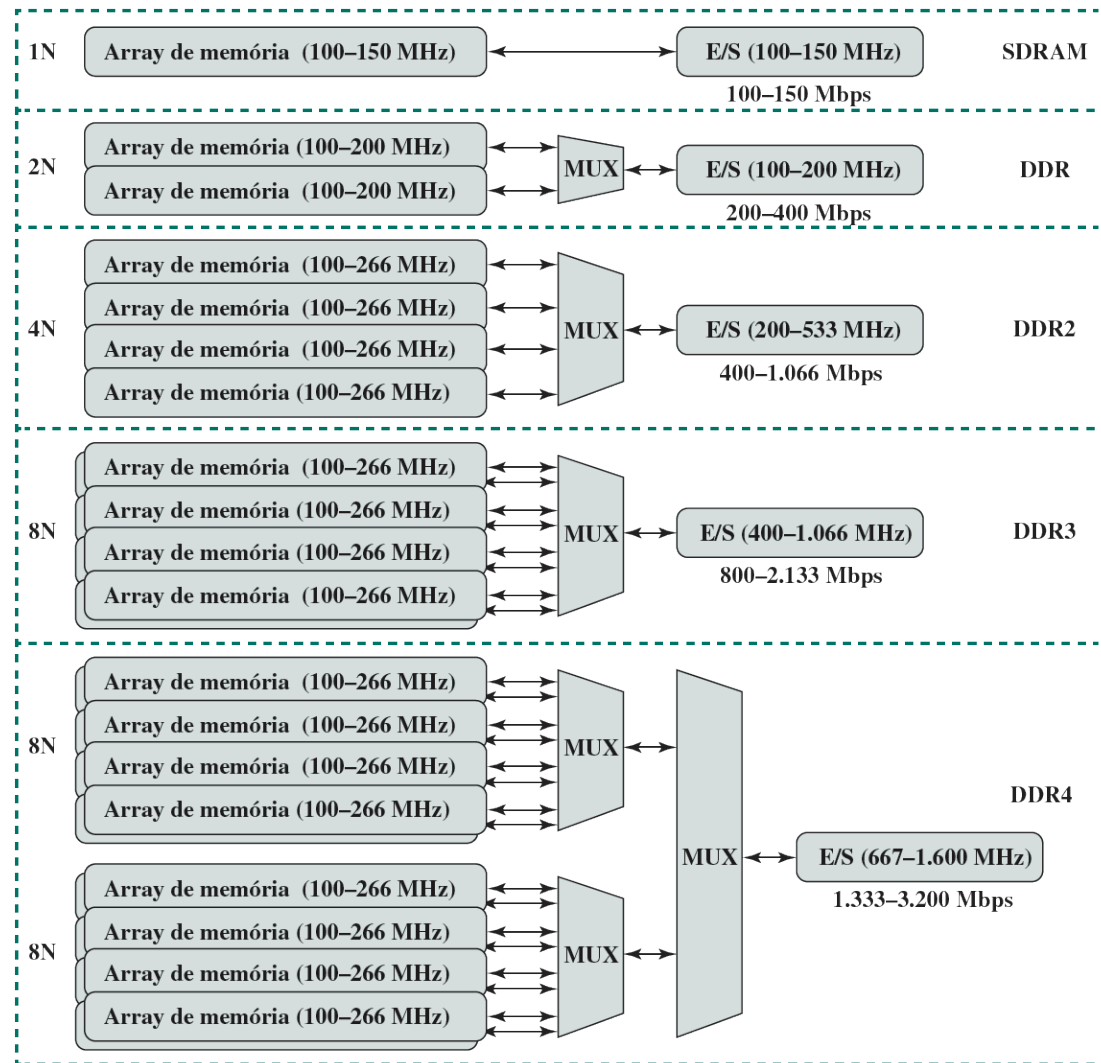 1N
Array de memória (100–150 MHz)
E/S (100–150 MHz)
SDRAM
100–150 Mbps
Array de memória (100–200 MHz)
2N
MUX
E/S (100–200 MHz)
DDR
Array de memória (100–200 MHz)
200–400 Mbps
Array de memória (100–266 MHz)
Array de memória (100–266 MHz)
4N
MUX
E/S (200–533 MHz)
DDR2
Array de memória (100–266 MHz)
400–1.066 Mbps
Array de memória (100–266 MHz)
Array de memória (100–266 MHz)
Array de memória (100–266 MHz)
8N
MUX
E/S (400–1.066 MHz)
DDR3
Array de memória (100–266 MHz)
800–2.133 Mbps
Array de memória (100–266 MHz)
Array de memória (100–266 MHz)
Array de memória (100–266 MHz)
8N
MUX
Array de memória (100–266 MHz)
Array de memória (100–266 MHz)
DDR4
MUX
E/S (667–1.600 MHz)
1.333–3.200 Mbps
Array de memória (100–266 MHz)
Array de memória (100–266 MHz)
8N
MUX
Array de memória (100–266 MHz)
Array de memória (100–266 MHz)